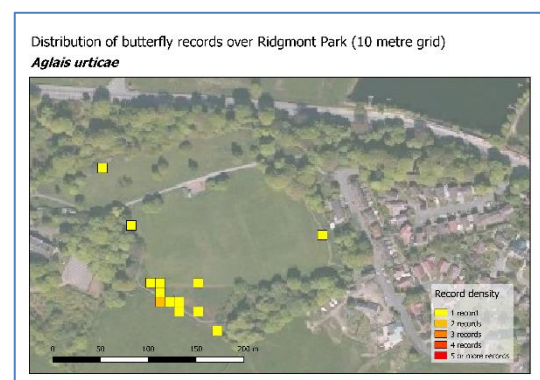 Distribution of butterfly records over Ridgmont Park (10 metre grid)
Aglais urticae
Record density
1 record
2 records
3 records
4 records
5 or more records
0 50 100 150 200 m